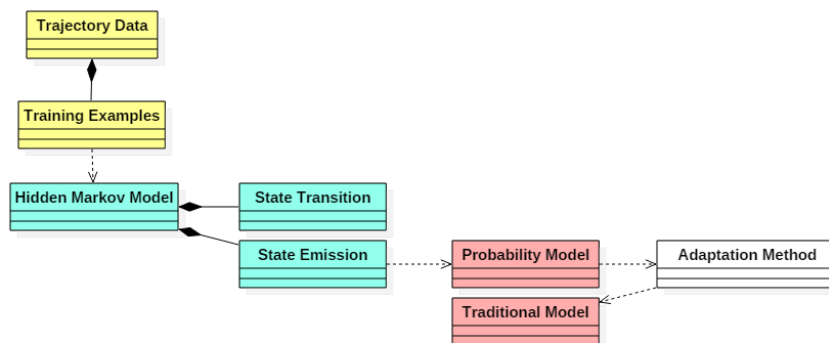 Trajectory Data
Training Examples
Hidden Markov Model
State Transition
State Emission
Probability Model
Adaptation Method
Traditional Model